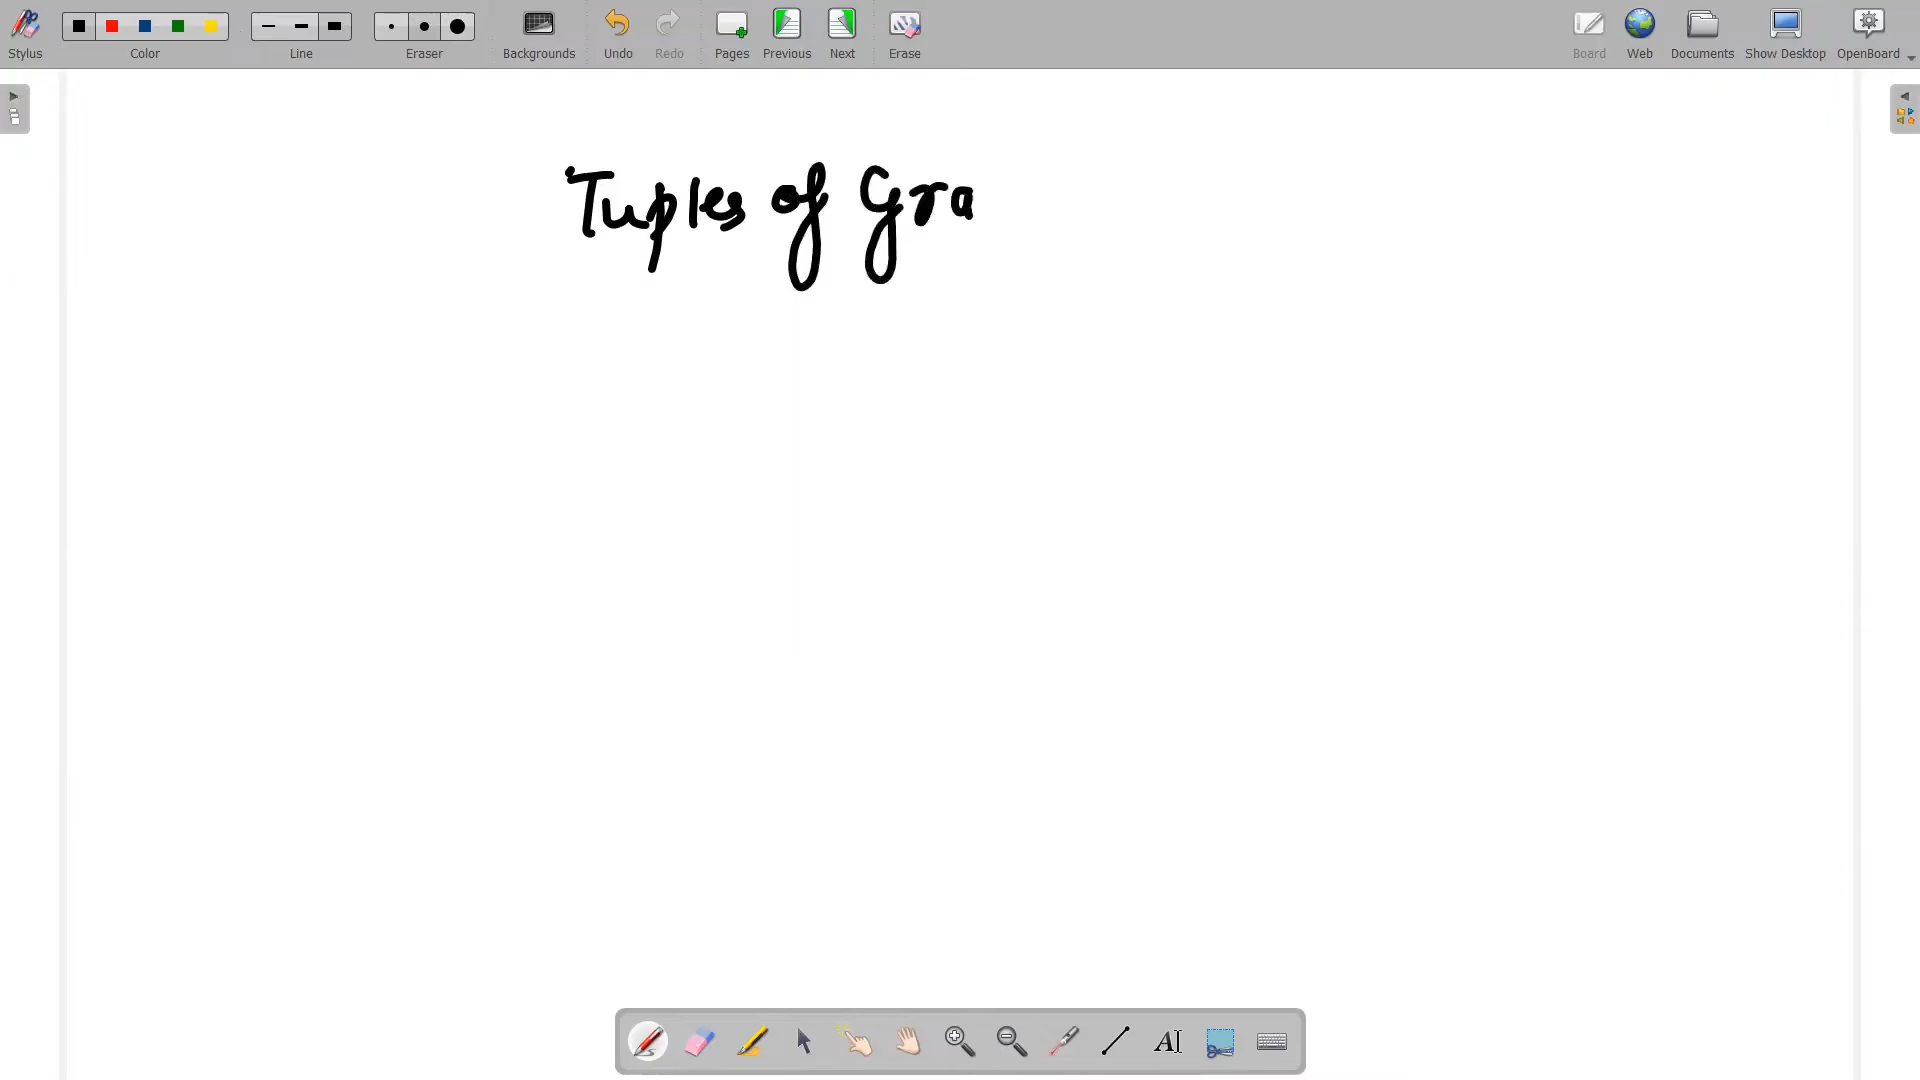 Stylus Color Line Eraser Backgrounds Undo Redo Pages Previous Next Erase Board Web Documents Show Desktop OpenBoard
Tuples of Gra